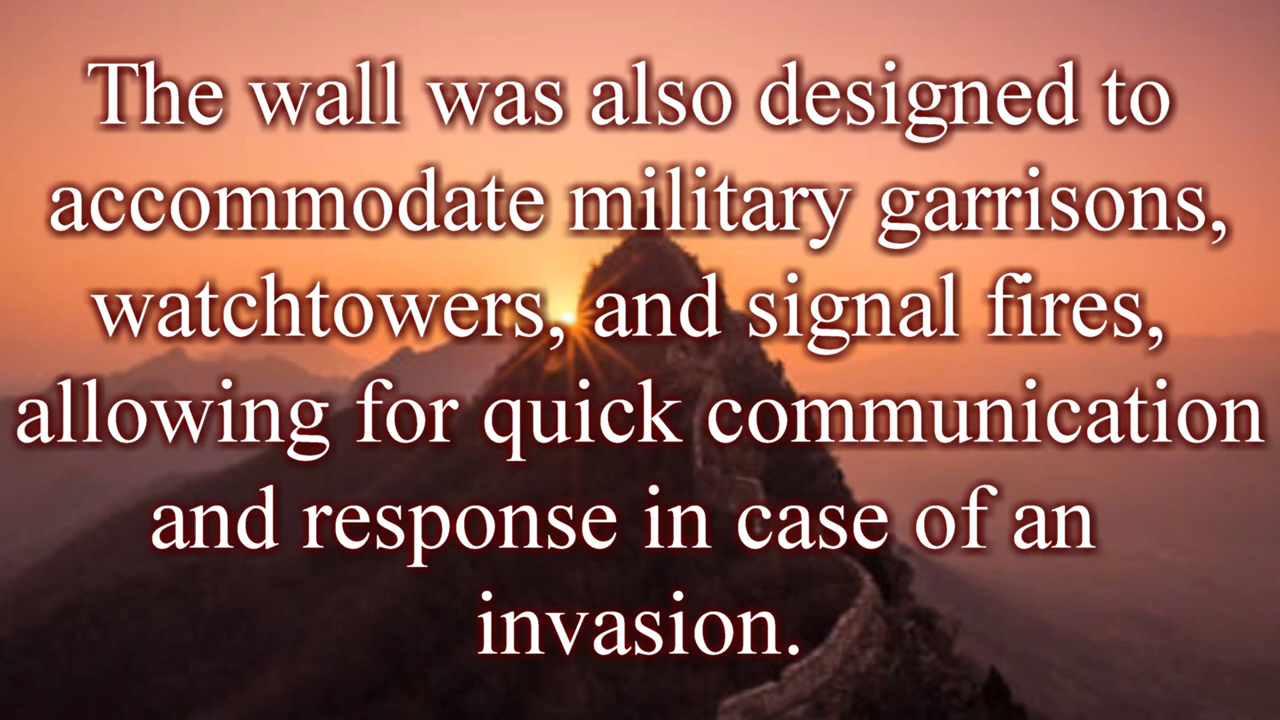 The wall was also designed to
accommodate military garrisons,
watchtowers, and signal fires,
allowing for quick communication
and response in case of an
invasion.